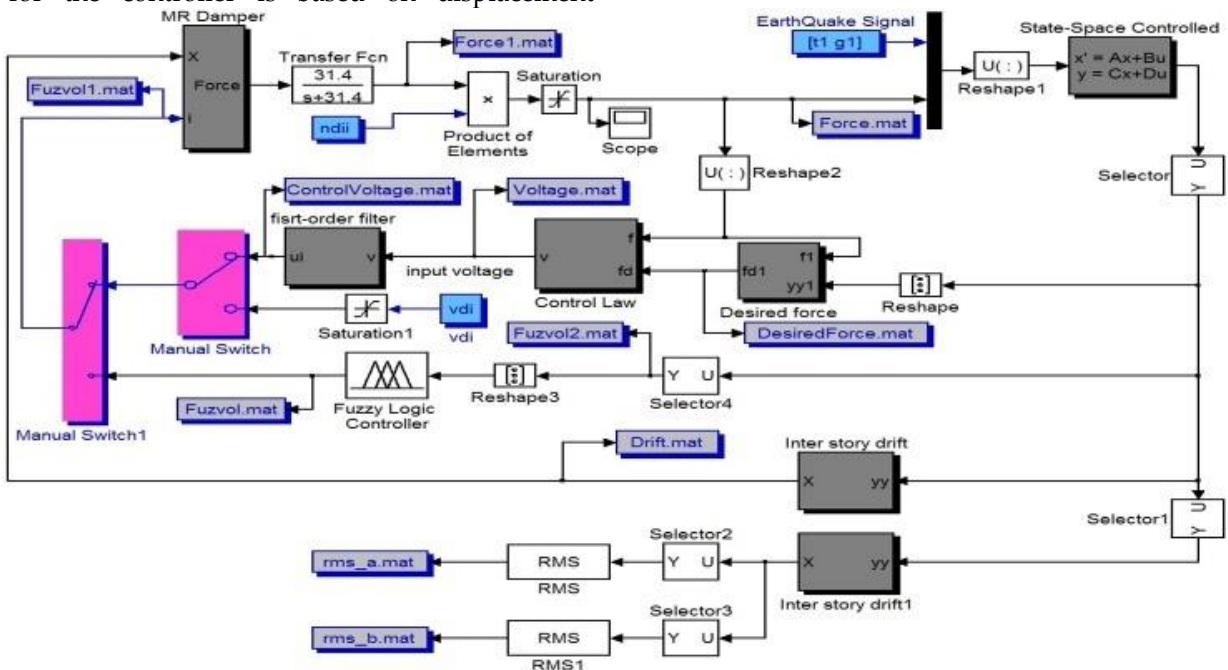 for the controller is based on displacement.
MR Damper
X
Force
i
Fuzvol1.mat
Transfer Fcn
31.4
s+31.4
Force1.mat
ndii
x
Product of
Elements
Saturation
Scope
EarthQuake Signal
[t1 g1]
Force.mat
U( : )
Reshape1
State-Space Controlled
x' = Ax+Bu
y = Cx+Du
U( : )
Reshape2
Selector
U
Y
ControlVoltage.mat
Voltage.mat
fisrt-order filter
ui
v
input voltage
v
f
fd
Control Law
fd1
f1
yy1
Desired force
Reshape
Manual Switch
Saturation1
vdi
vdi
Fuzvol2.mat
DesiredForce.mat
Manual Switch1
Fuzvol.mat
Fuzzy Logic
Controller
Reshape3
Y U
Selector4
Drift.mat
Inter story drift
X
yy
Selector1
U
Y
rms_a.mat
RMS
RMS
Selector2
Y U
X
yy
Inter story drift1
rms_b.mat
RMS
RMS1
Selector3
Y U